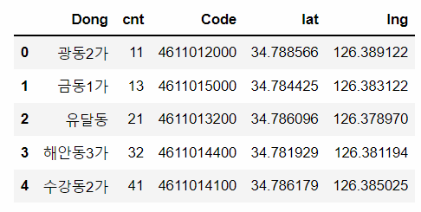 Dong cnt Code lat lng
0 광동2가 11 4611012000 34.788566 126.389122
1 금동1가 13 4611015000 34.784425 126.383122
2 유달동 21 4611013200 34.786096 126.378970
3 해안동3가 32 4611014400 34.781929 126.381194
4 수강동2가 41 4611014100 34.786179 126.385025